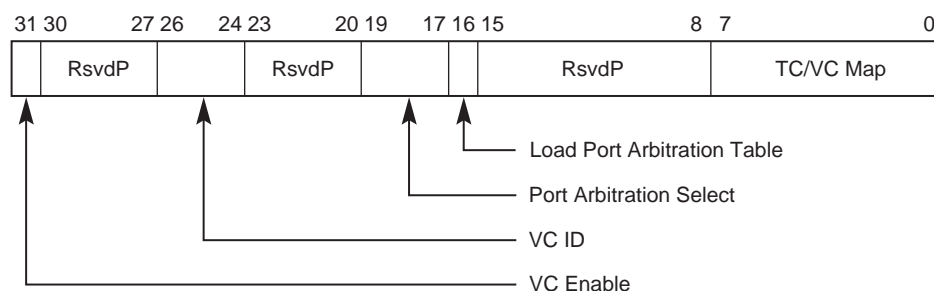 31 30 27 26 24 23 20 19 17 16 15 8 7 0
RsvdP RsvdP RsvdP TC/VC Map
Load Port Arbitration Table
Port Arbitration Select
VC ID
VC Enable